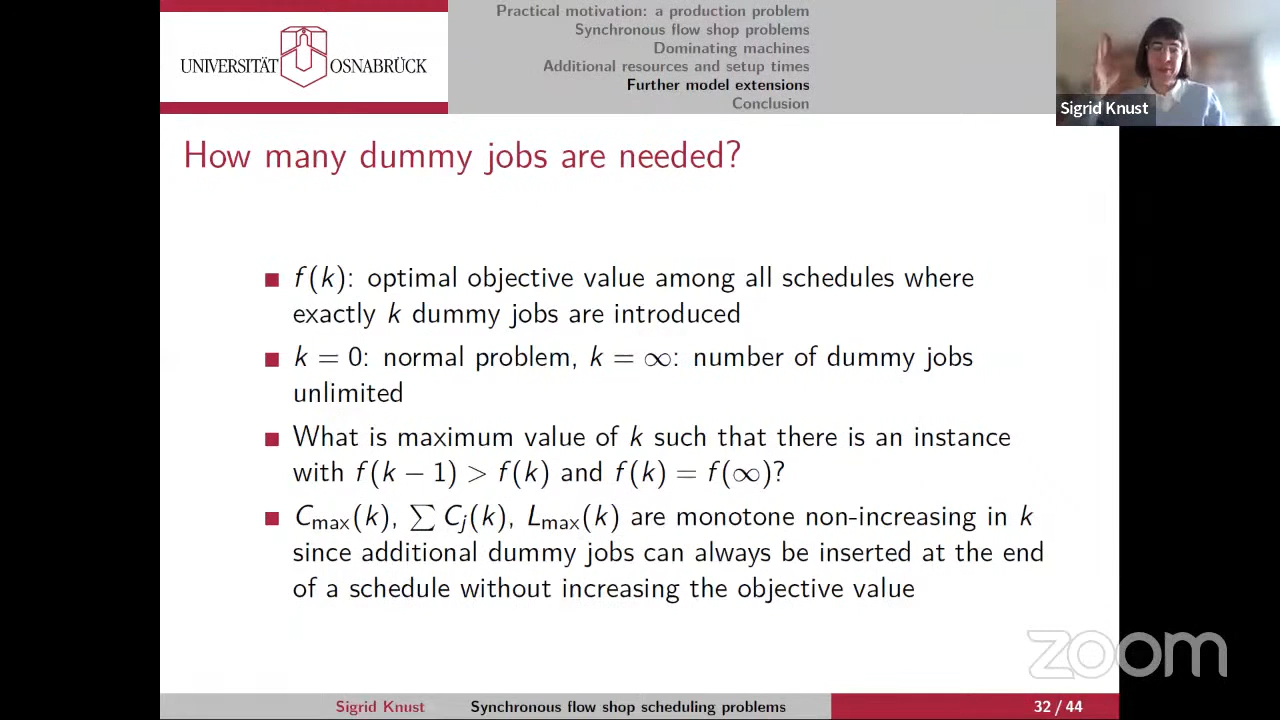 UNIVERSITÄT OSNABRÜCK
Practical motivation: a production problem
Synchronous flow shop problems
Dominating machines
Additional resources and setup times
Further model extensions
Conclusion
Sigrid Knust
How many dummy jobs are needed?
f(k): optimal objective value among all schedules where
exactly k dummy jobs are introduced
k = 0: normal problem, k = ∞: number of dummy jobs
unlimited
What is maximum value of k such that there is an instance
with f(k − 1) > f(k) and f(k) = f(∞)?
C_max(k), ∑ C_j(k), L_max(k) are monotone non-increasing in k
since additional dummy jobs can always be inserted at the end
of a schedule without increasing the objective value
zoom
Sigrid Knust Synchronous flow shop scheduling problems 32 / 44